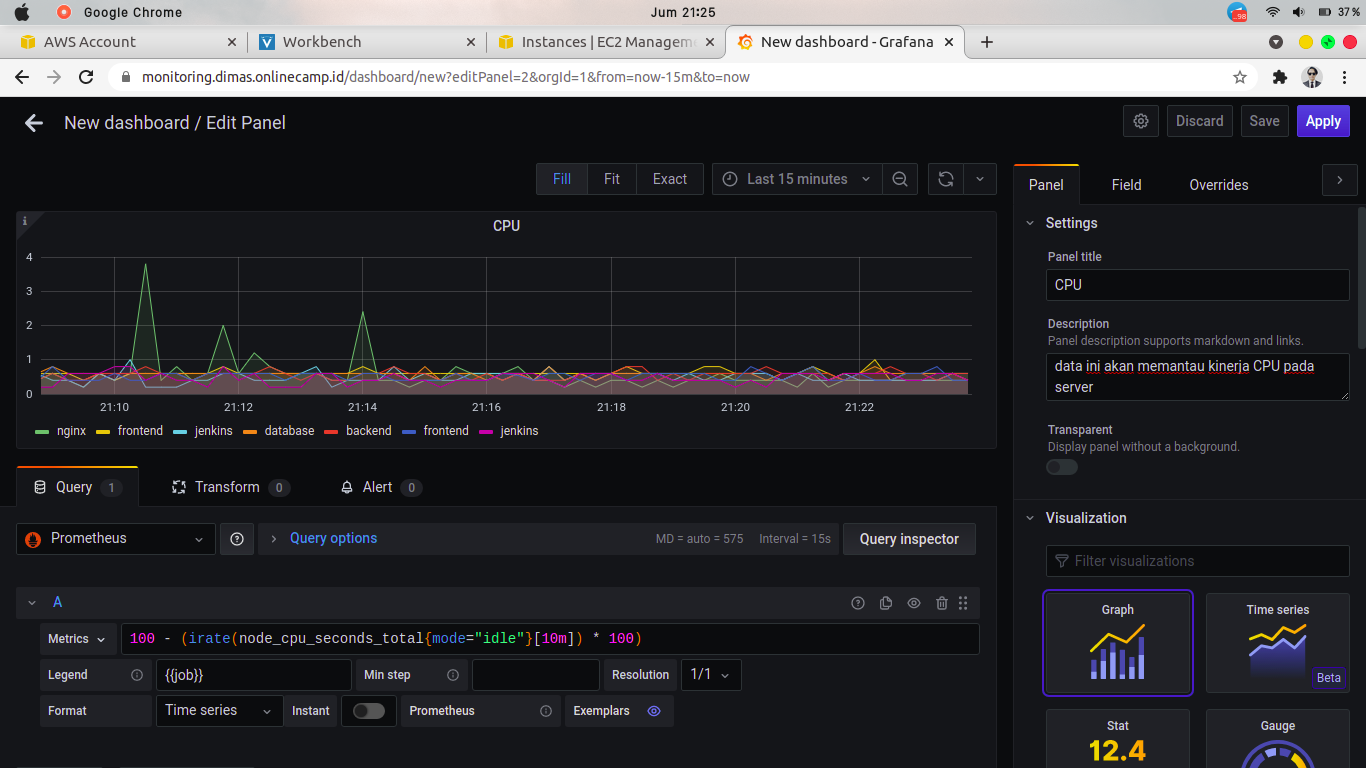 Google Chrome
Jum 21:25
98
37 %
AWS Account
Workbench
Instances | EC2 Managem
New dashboard - Grafana
monitoring.dimas.onlinecamp.id/dashboard/new?editPanel=2&orgId=1&from=now-15m&to=now
New dashboard / Edit Panel
Discard
Save
Apply
Fill
Fit
Exact
Last 15 minutes
CPU
4
3
2
1
0
21:10
21:12
21:14
21:16
21:18
21:20
21:22
nginx
frontend
jenkins
database
backend
frontend
jenkins
Query 1
Transform 0
Alert 0
Prometheus
Query options
MD = auto = 575
Interval = 15s
Query inspector
A
Metrics
100 - (irate(node_cpu_seconds_total{mode="idle"}[10m]) * 100)
Legend
{{job}}
Min step
Resolution
1/1
Format
Time series
Instant
Prometheus
Exemplars
Panel
Field
Overrides
Settings
Panel title
CPU
Description
Panel description supports markdown and links.
data ini akan memantau kinerja CPU pada
server
Transparent
Display panel without a background.
Visualization
Filter visualizations
Graph
Time series
Beta
Stat
12.4
Gauge